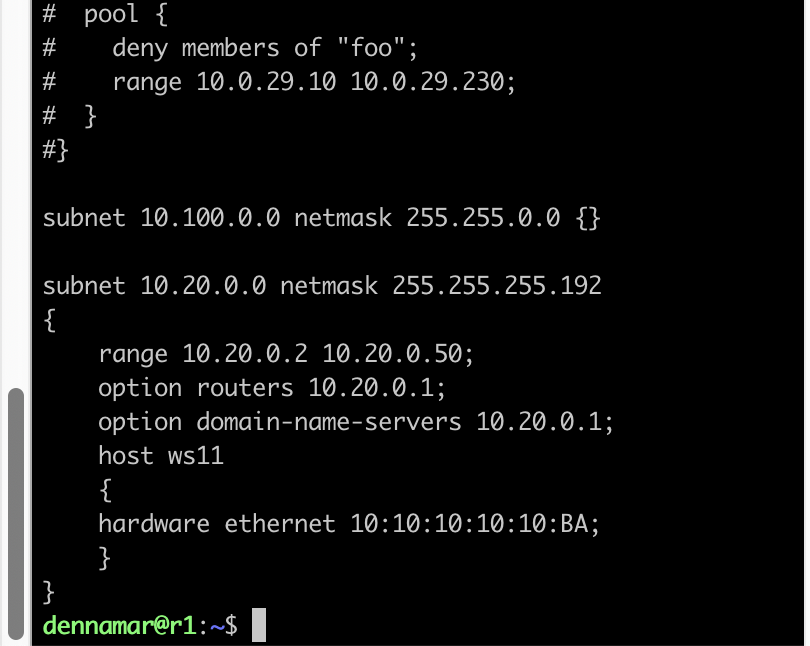 #  pool {
#    deny members of "foo";
#    range 10.0.29.10 10.0.29.230;
#  }
#}

subnet 10.100.0.0 netmask 255.255.0.0 {}

subnet 10.20.0.0 netmask 255.255.255.192
{
    range 10.20.0.2 10.20.0.50;
    option routers 10.20.0.1;
    option domain-name-servers 10.20.0.1;
    host ws11
    {
    hardware ethernet 10:10:10:10:10:BA;
    }
}
dennamar@r1:~$